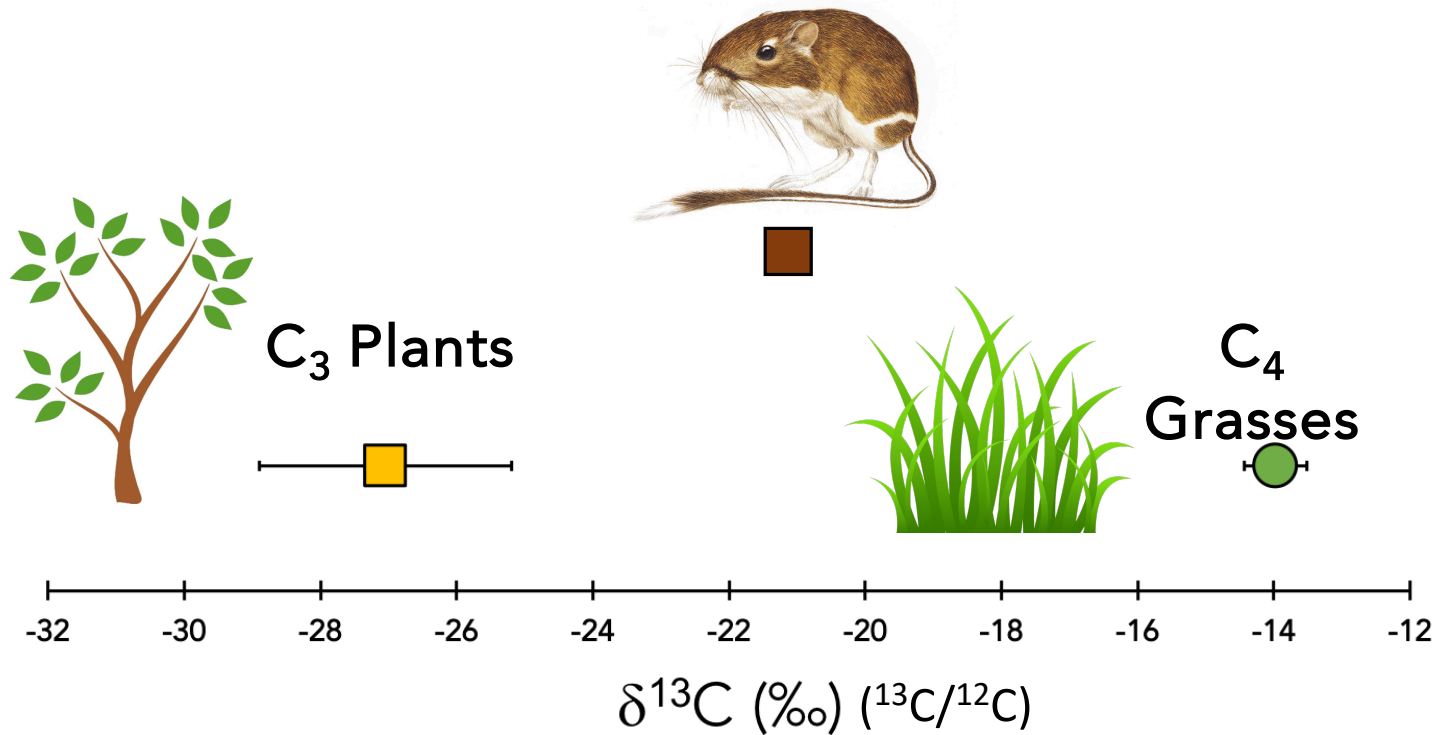 C₃ Plants
C₄
Grasses
-32 -30 -28 -26 -24 -22 -20 -18 -16 -14 -12
δ¹³C (‰) (¹³C/¹²C)